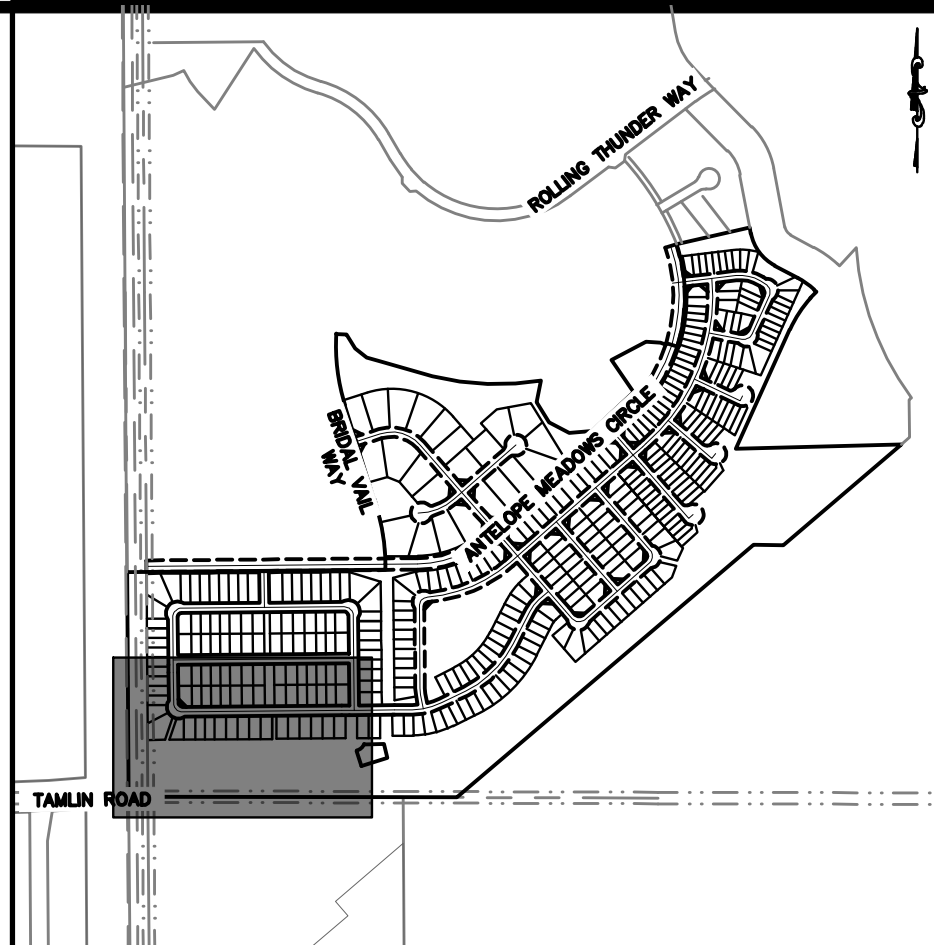 ROLLING THUNDER WAY
BRIDAL VAIL
WAY
ANTELOPE MEADOWS CIRCLE
TAMLIN ROAD